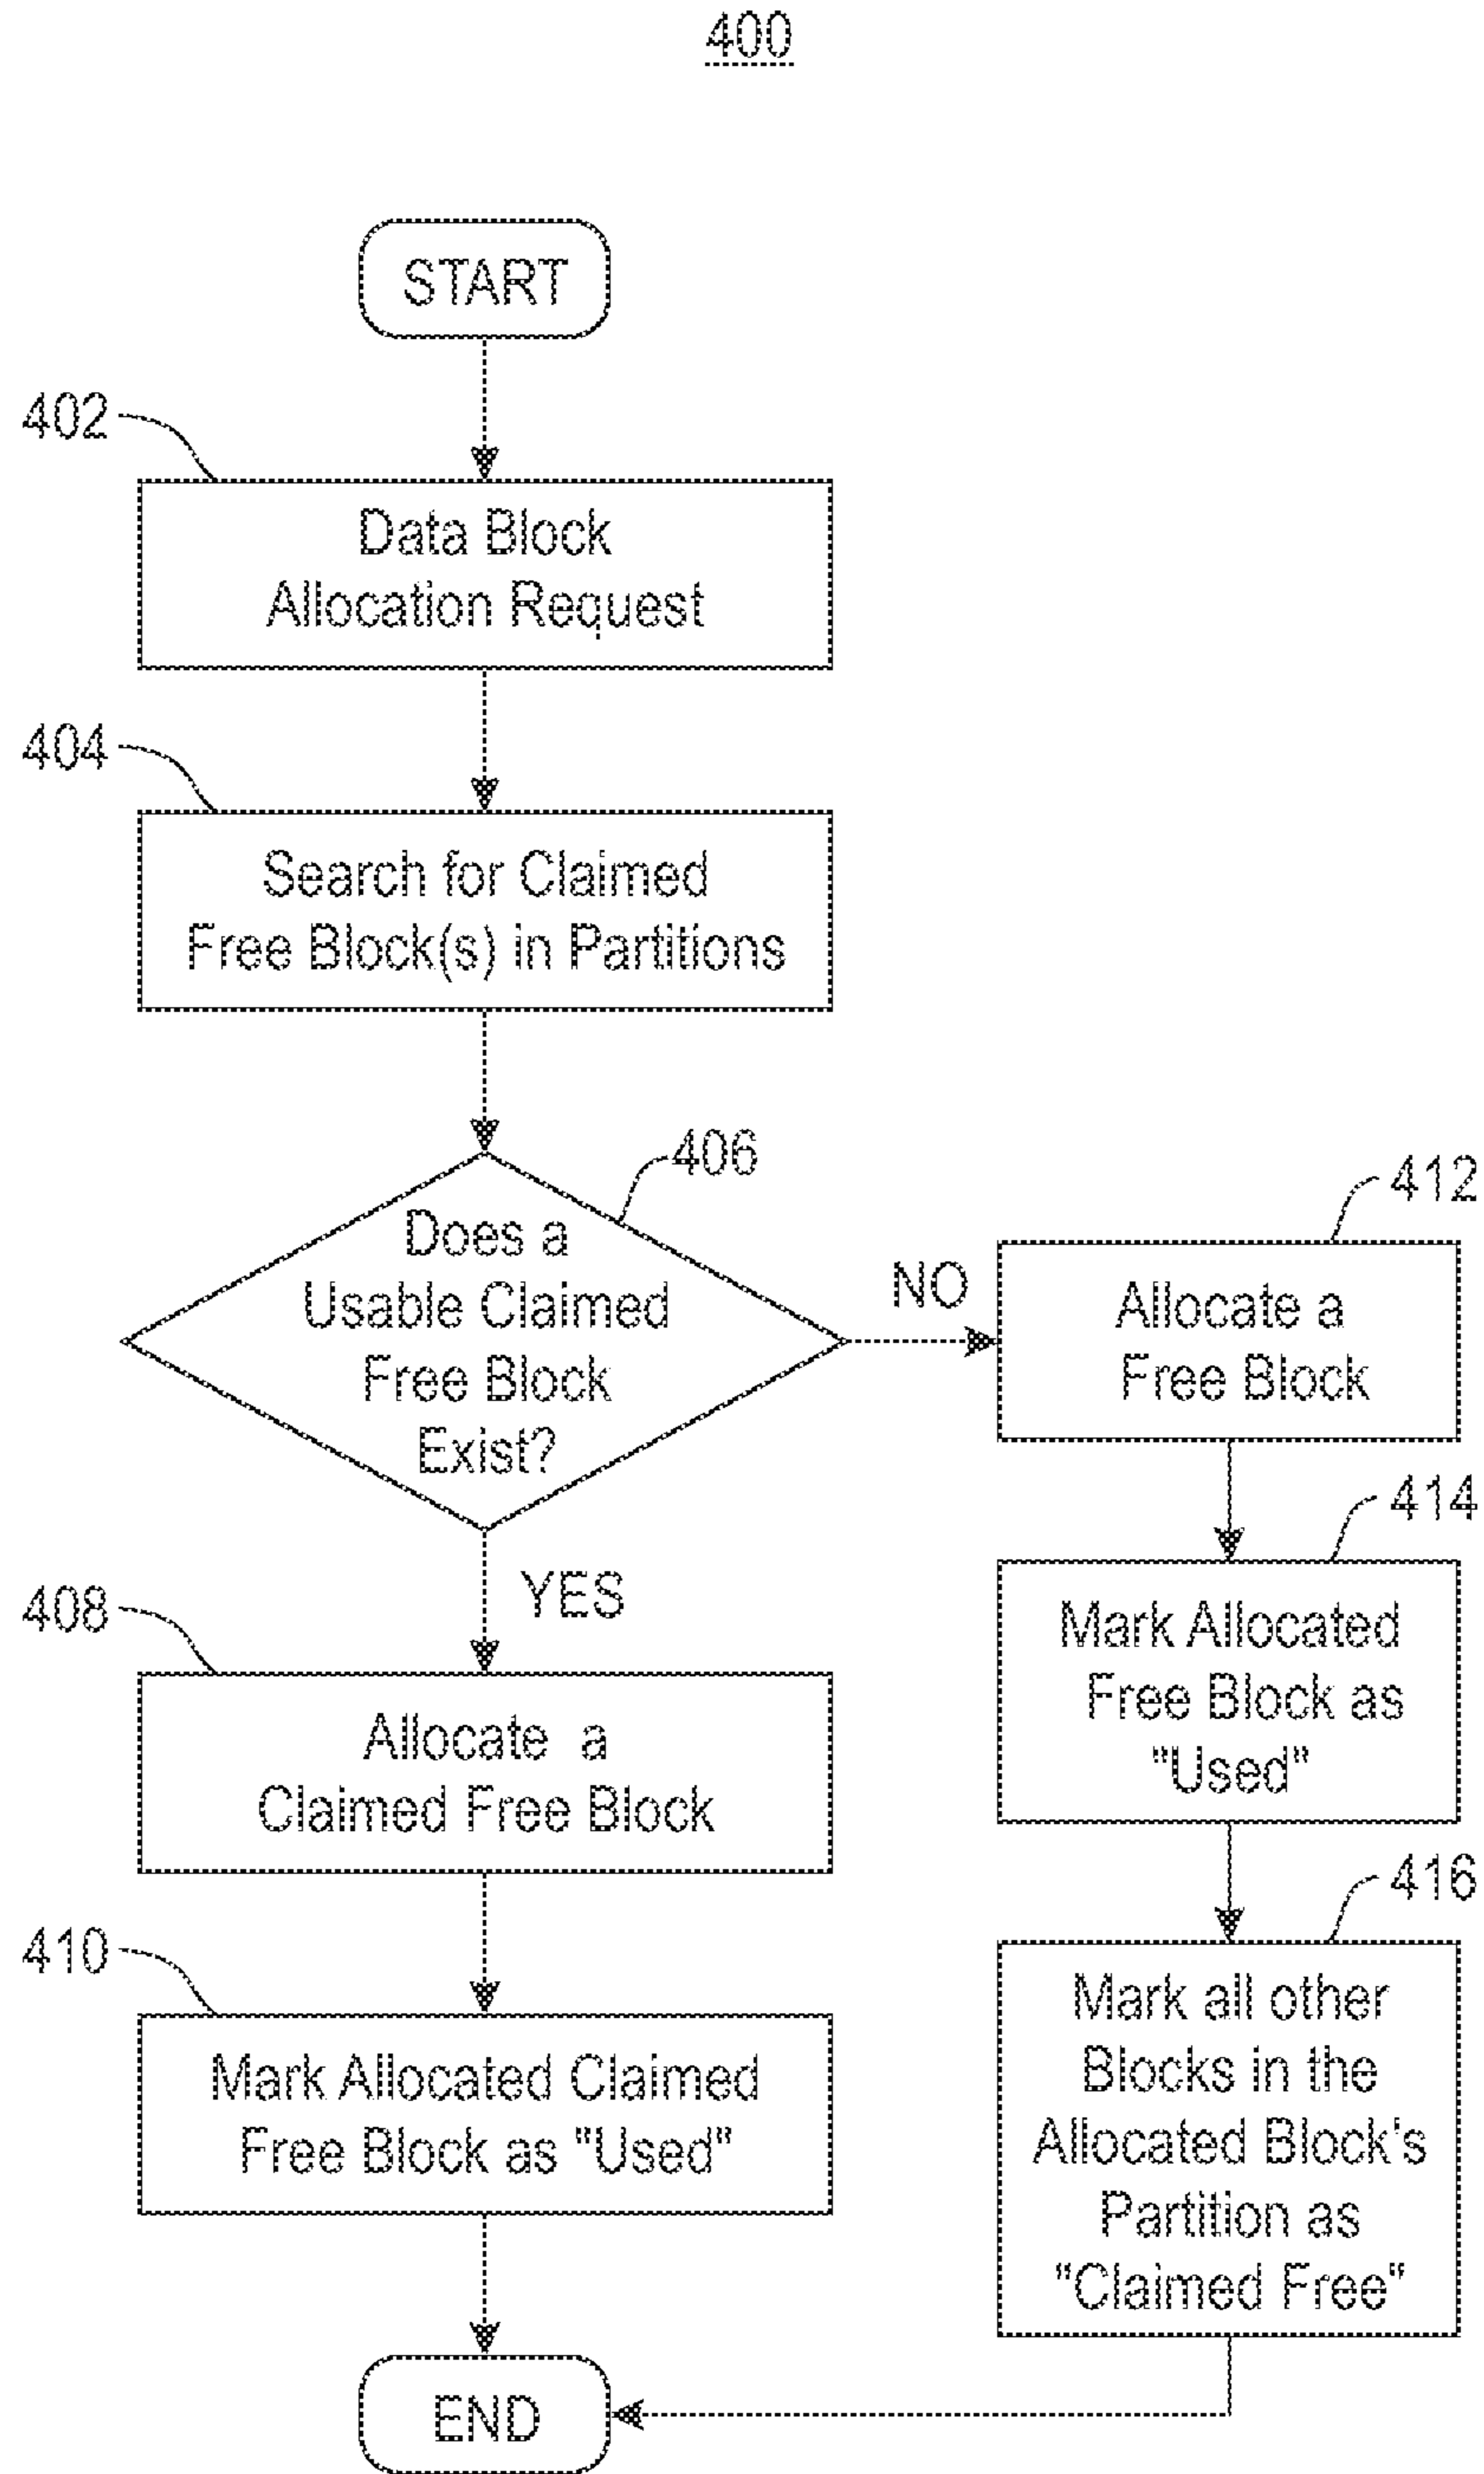 400
START
402
Data Block
Allocation Request
404
Search for Claimed
Free Block(s) in Partitions
406
Does a
Usable Claimed
Free Block
Exist?
NO
YES
408
Allocate a
Claimed Free Block
410
Mark Allocated Claimed
Free Block as "Used"
412
Allocate a
Free Block
414
Mark Allocated
Free Block as
"Used"
416
Mark all other
Blocks in the
Allocated Block's
Partition as
"Claimed Free"
END